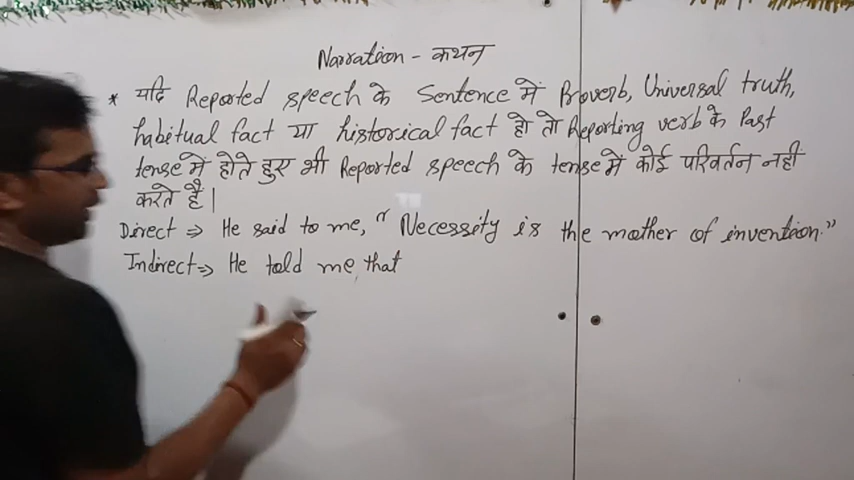 Narration - कथन
* यदि Reported speech के Sentence में Proverb, Universal truth,
habitual fact या historical fact हो तो Reporting verb के Past
tense में होते हुए भी Reported speech के tense में कोई परिवर्तन नहीं
करते हैं।
Direct ⇒ He said to me, "Necessity is the mother of invention."
Indirect ⇒ He told me that